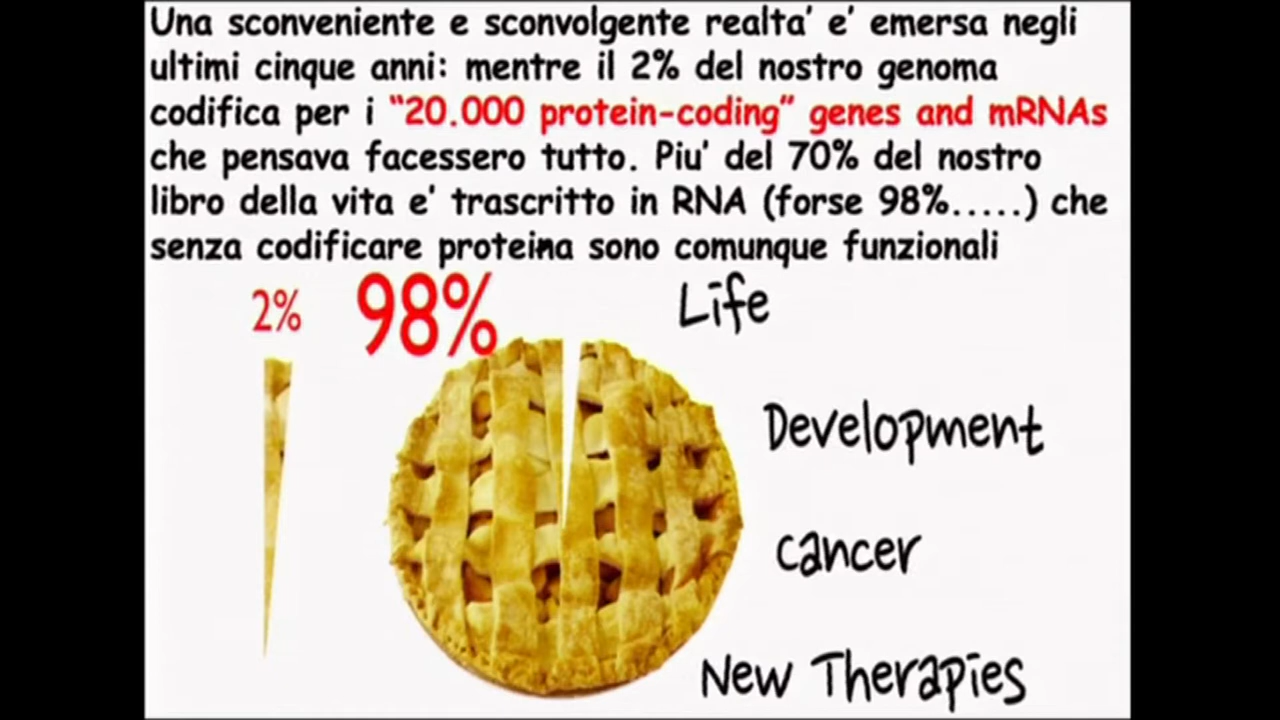 Una sconveniente e sconvolgente realta' e' emersa negli
ultimi cinque anni: mentre il 2% del nostro genoma
codifica per i “20.000 protein-coding” genes and mRNAs
che pensava facessero tutto. Piu' del 70% del nostro
libro della vita e' trascritto in RNA (forse 98%.....) che
senza codificare proteina sono comunque funzionali
2% 98%
Life
Development
cancer
New Therapies